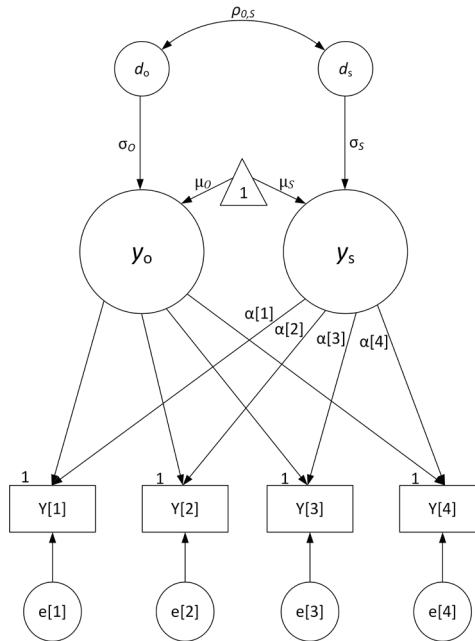 ρ0,S
do
ds
σO
σS
μO
μS
1
yo
ys
α[1]
α[2]
α[3]
α[4]
1
1
1
1
Y[1]
Y[2]
Y[3]
Y[4]
e[1]
e[2]
e[3]
e[4]